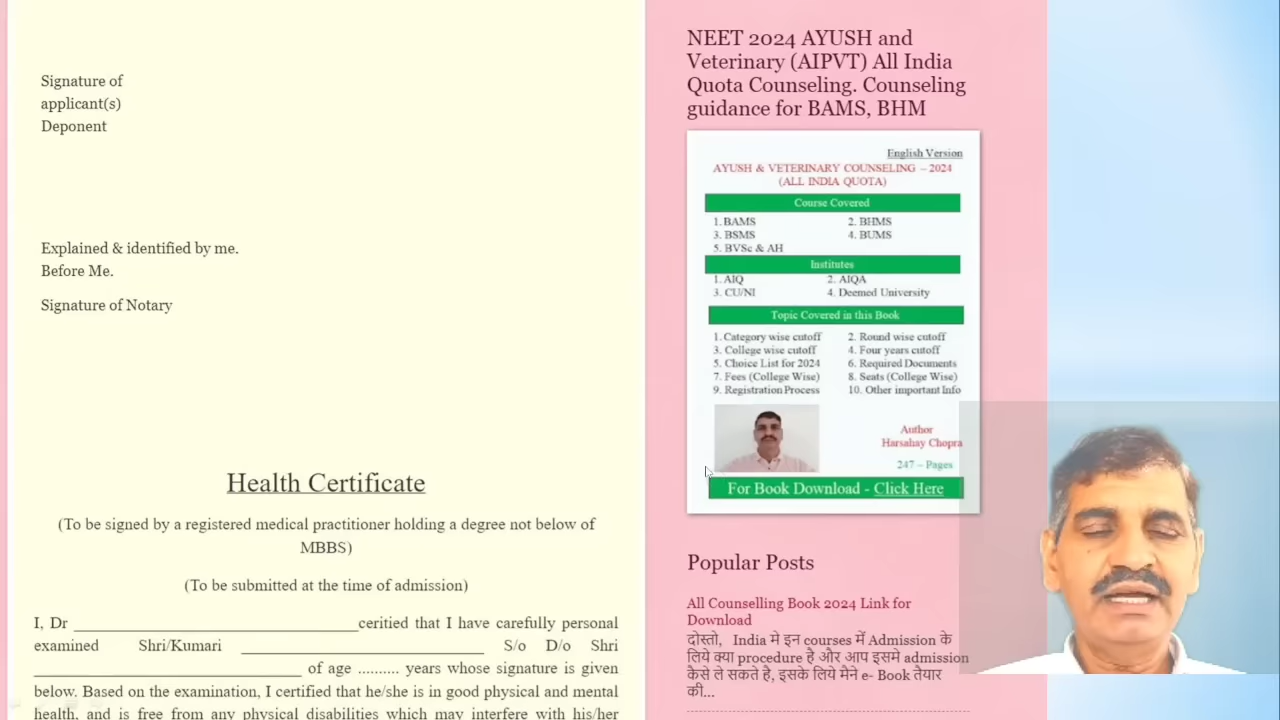 Signature of
applicant(s)
Deponent
Explained & identified by me.
Before Me.
Signature of Notary
Health Certificate
(To be signed by a registered medical practitioner holding a degree not below of
MBBS)
(To be submitted at the time of admission)
I, Dr ______________________________ceritied that I have carefully personal
examined Shri/Kumari __________________________ S/o D/o Shri
____________________________ of age .......... years whose signature is given
below. Based on the examination, I certified that he/she is in good physical and mental
health, and is free from any physical disabilities which may interfere with his/her
NEET 2024 AYUSH and
Veterinary (AIPVT) All India
Quota Counseling. Counseling
guidance for BAMS, BHM
English Version
AYUSH & VETERINARY COUNSELING – 2024
(ALL INDIA QUOTA)
Course Covered
1. BAMS 2. BHMS
3. BSMS 4. BUMS
5. BVSc & AH
Institutes
1. AIQ 2. AIQA
3. CU/NI 4. Deemed University
Topic Covered in this Book
1. Category wise cutoff 2. Round wise cutoff
3. College wise cutoff 4. Four years cutoff
5. Choice List for 2024 6. Required Documents
7. Fees (College Wise) 8. Seats (College Wise)
9. Registration Process 10. Other important Info
Author
Harsahay Chopra
247 – Pages
For Book Download - Click Here
Popular Posts
All Counselling Book 2024 Link for
Download
दोस्तो, India मे इन courses में Admission के
लिये क्या procedure है और आप इसमे admission
कैसे ले सकते है, इसके लिये मैने e- Book तैयार
की...